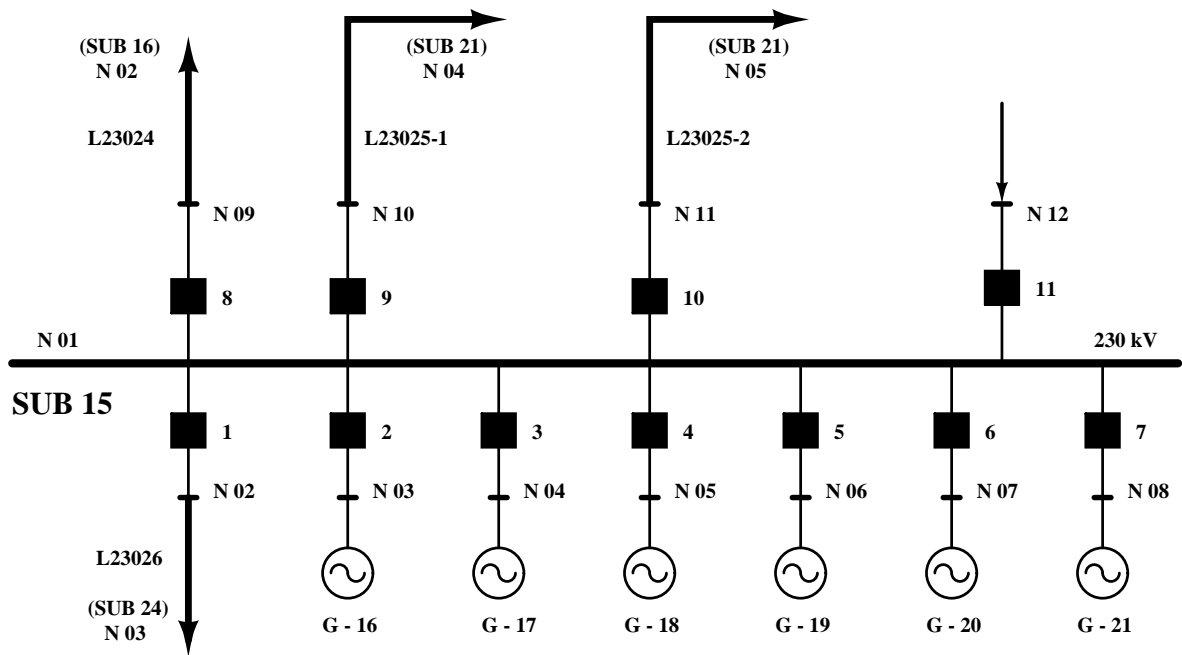 (SUB 16)
N 02
(SUB 21)
N 04
(SUB 21)
N 05
L23024
L23025-1
L23025-2
N 09
N 10
N 11
N 12
8
9
10
11
N 01
230 kV
SUB 15
1
2
3
4
5
6
7
N 02
N 03
N 04
N 05
N 06
N 07
N 08
L23026
(SUB 24)
N 03
G - 16
G - 17
G - 18
G - 19
G - 20
G - 21